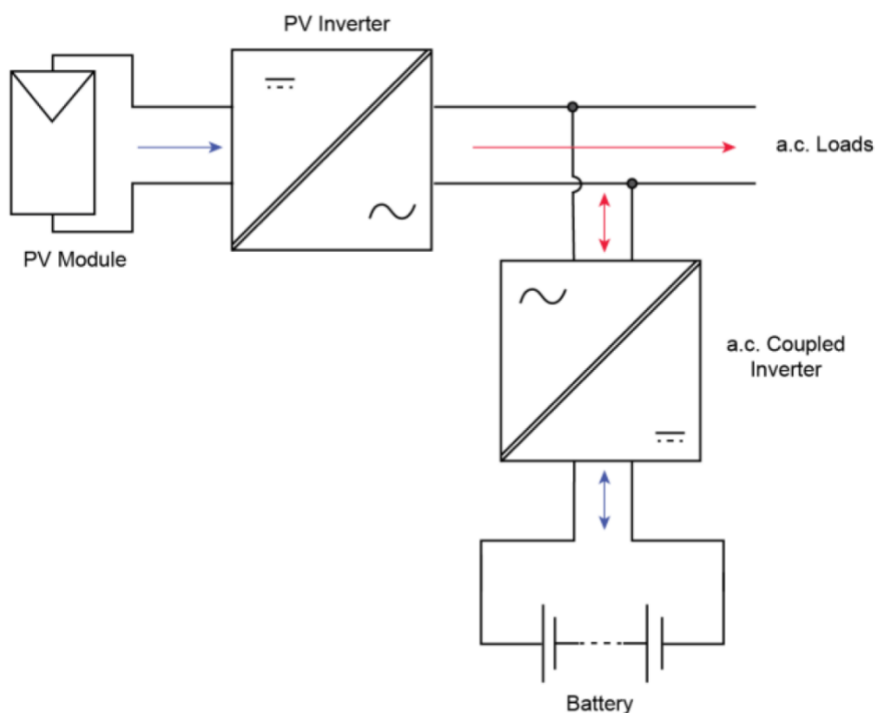 PV Inverter
a.c. Loads
PV Module
a.c. Coupled
Inverter
Battery